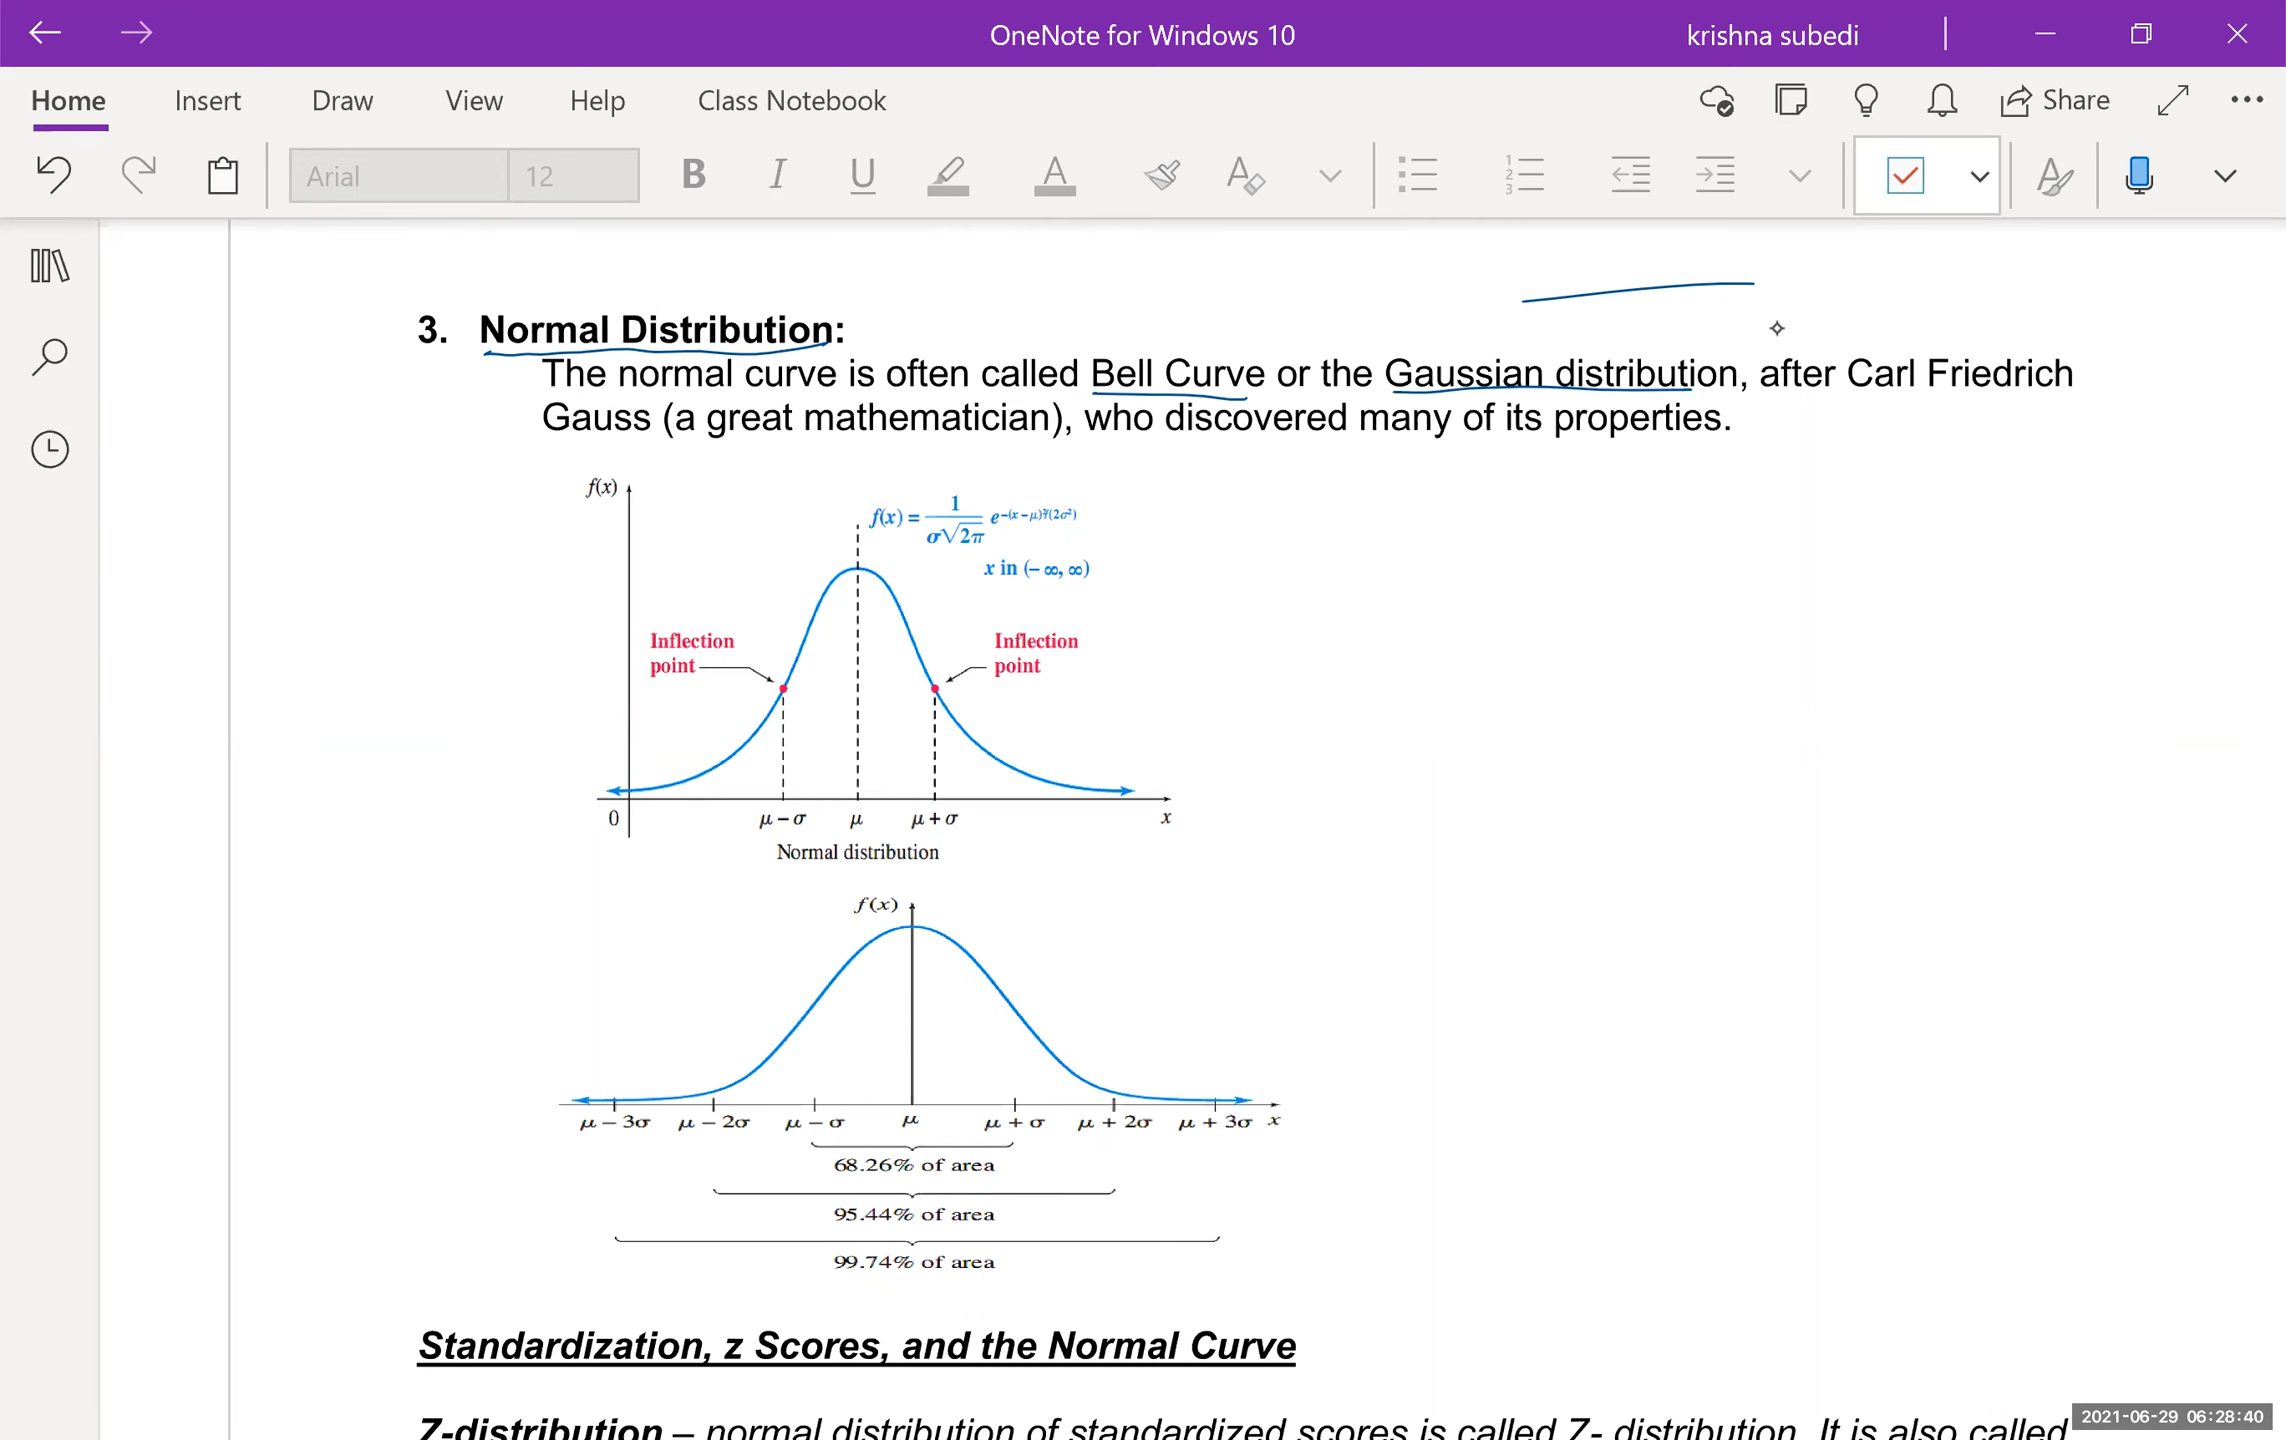 OneNote for Windows 10
krishna subedi
Home Insert Draw View Help Class Notebook Share
Arial 12 B I U A A
3. Normal Distribution:
The normal curve is often called Bell Curve or the Gaussian distribution, after Carl Friedrich
Gauss (a great mathematician), who discovered many of its properties.
f(x)
f(x) = 1/(σ√2π) e^−(x−μ)²/(2σ²)
x in (−∞, ∞)
Inflection
point
Inflection
point
0 μ − σ μ μ + σ x
Normal distribution
f(x)
μ − 3σ μ − 2σ μ − σ μ μ + σ μ + 2σ μ + 3σ x
68.26% of area
95.44% of area
99.74% of area
Standardization, z Scores, and the Normal Curve
Z-distribution – normal distribution of standardized scores is called Z- distribution. It is also called
2021-06-29 06:28:40